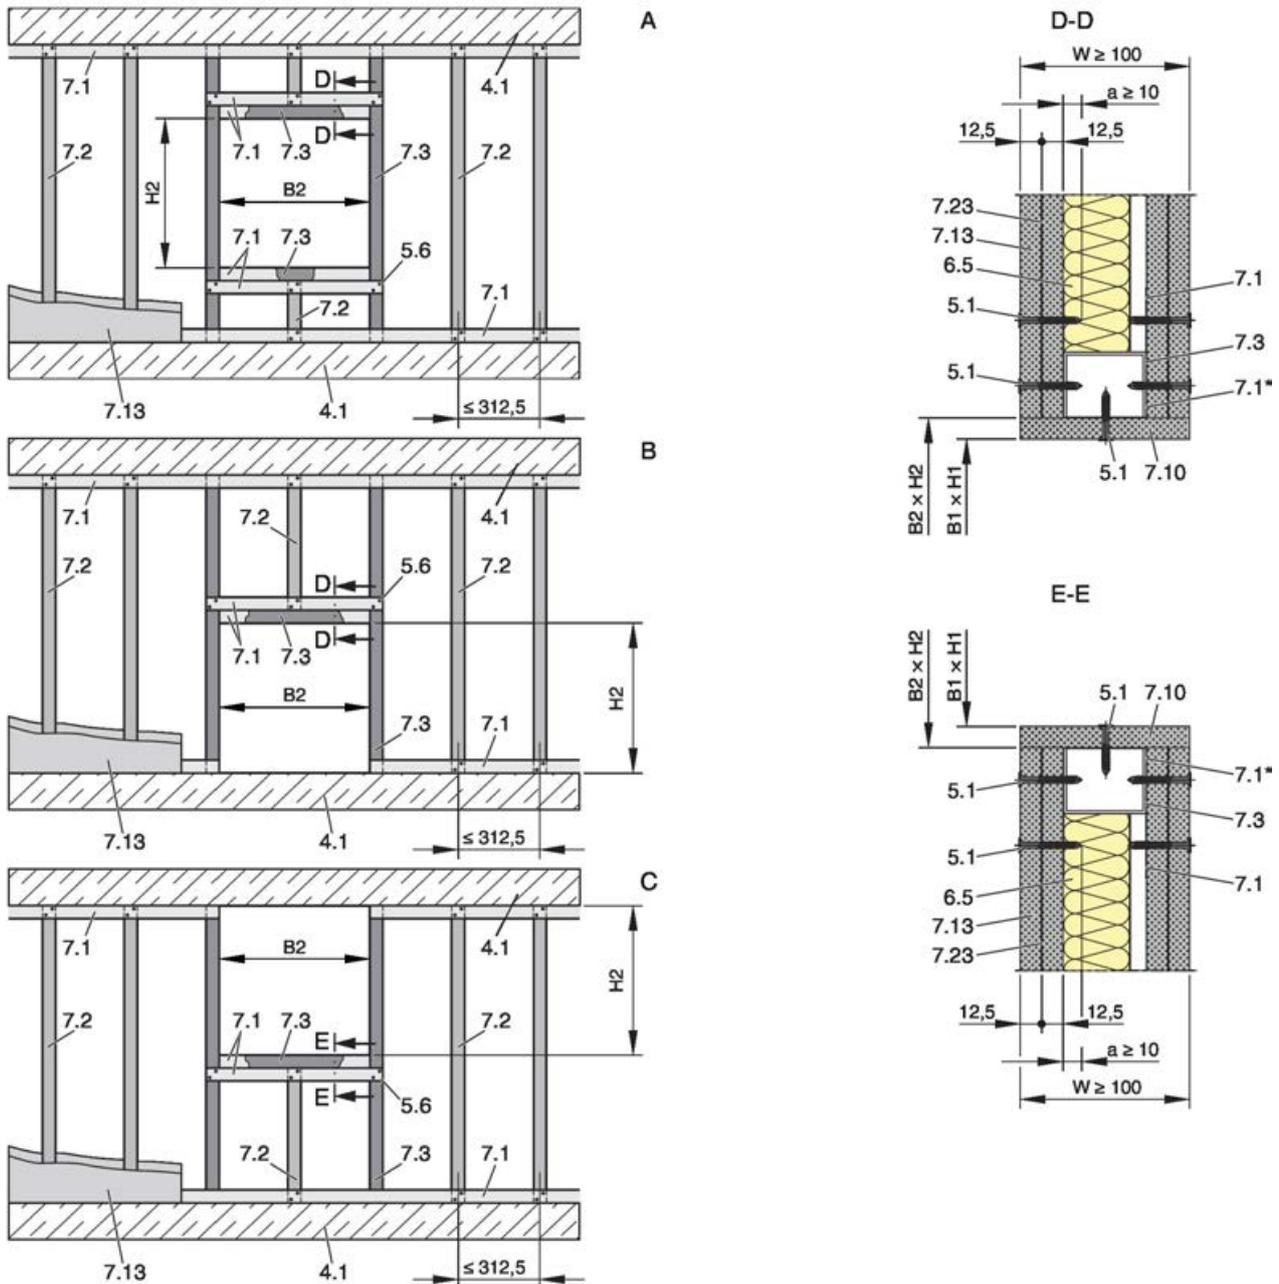 A
7.1
4.1
D
7.2
7.1
7.3
D
7.3
7.2
H2
B2
7.1
7.3
5.6
7.2
7.1
7.13
4.1
≤ 312,5
B
7.1
7.2
4.1
7.2
D
5.6
7.2
7.1
7.3
D
B2
H2
7.3
7.1
7.13
4.1
≤ 312,5
C
7.1
4.1
B2
H2
7.2
7.1
7.3
E
7.2
E
5.6
7.2
7.3
7.1
7.13
4.1
≤ 312,5
D-D
W ≥ 100
a ≥ 10
12,5
12,5
7.23
7.13
6.5
7.1
5.1
7.3
5.1
7.1*
5.1
7.10
B2 × H2
B1 × H1
E-E
B2 × H2
B1 × H1
5.1
7.10
7.1*
5.1
7.3
5.1
7.1
6.5
7.13
7.23
12,5
12,5
a ≥ 10
W ≥ 100